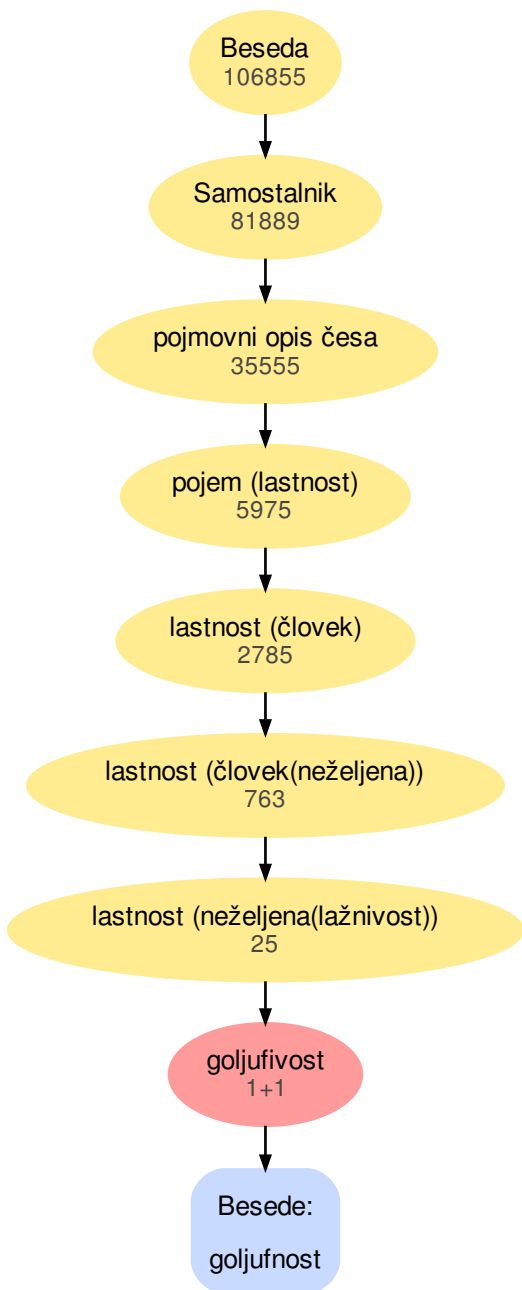 Beseda
106855
Samostalnik
81889
pojmovni opis česa
35555
pojem (lastnost)
5975
lastnost (človek)
2785
lastnost (človek(neželjena))
763
lastnost (neželjena(lažnivost))
25
goljufivost
1+1
Besede:
goljufnost